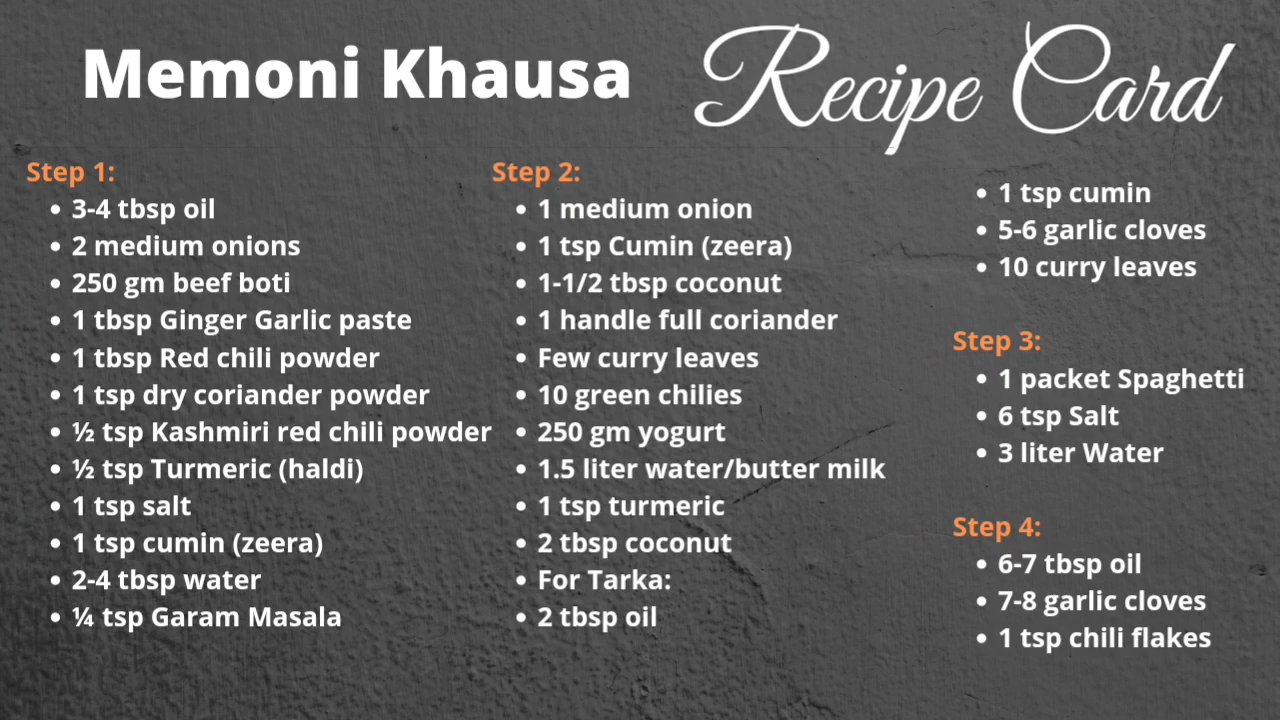 Memoni Khausa
Recipe Card
Step 1:
• 3-4 tbsp oil
• 2 medium onions
• 250 gm beef boti
• 1 tbsp Ginger Garlic paste
• 1 tbsp Red chili powder
• 1 tsp dry coriander powder
• ½ tsp Kashmiri red chili powder
• ½ tsp Turmeric (haldi)
• 1 tsp salt
• 1 tsp cumin (zeera)
• 2-4 tbsp water
• ¼ tsp Garam Masala
Step 2:
• 1 medium onion
• 1 tsp Cumin (zeera)
• 1-1/2 tbsp coconut
• 1 handle full coriander
• Few curry leaves
• 10 green chilies
• 250 gm yogurt
• 1.5 liter water/butter milk
• 1 tsp turmeric
• 2 tbsp coconut
• For Tarka:
• 2 tbsp oil
• 1 tsp cumin
• 5-6 garlic cloves
• 10 curry leaves
Step 3:
• 1 packet Spaghetti
• 6 tsp Salt
• 3 liter Water
Step 4:
• 6-7 tbsp oil
• 7-8 garlic cloves
• 1 tsp chili flakes